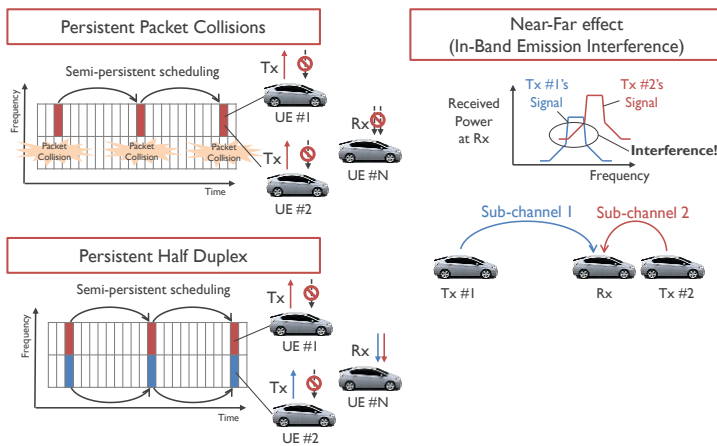 Persistent Packet Collisions
Semi-persistent scheduling
Frequency
Packet
Collision
Packet
Collision
Packet
Collision
Time
Tx
UE #1
Tx
UE #2
Rx
UE #N
Persistent Half Duplex
Semi-persistent scheduling
Frequency
Time
Tx
UE #1
Tx
UE #2
Rx
UE #N
Near-Far effect
(In-Band Emission Interference)
Tx #1's
Signal
Tx #2's
Signal
Received
Power
at Rx
Interference!
Frequency
Sub-channel 1
Sub-channel 2
Tx #1
Rx
Tx #2